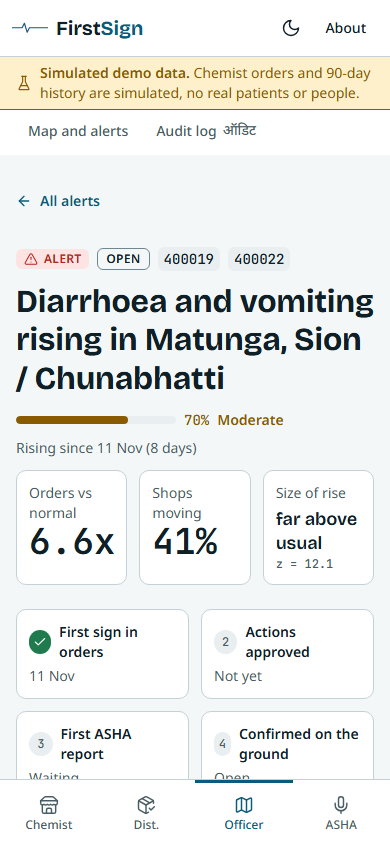 FirstSign
About
Simulated demo data. Chemist orders and 90-day
history are simulated, no real patients or people.
Map and alerts
Audit log ऑडिट
All alerts
ALERT
OPEN
400019
400022
Diarrhoea and vomiting
rising in Matunga, Sion
/ Chunabhatti
70% Moderate
Rising since 11 Nov (8 days)
Orders vs
normal
6.6x
Shops
moving
41%
Size of rise
far above
usual
z = 12.1
First sign in
orders
11 Nov
2
Actions
approved
Not yet
3
First ASHA
report
Waiting
4
Confirmed on the
ground
Open
Chemist
Dist.
Officer
ASHA